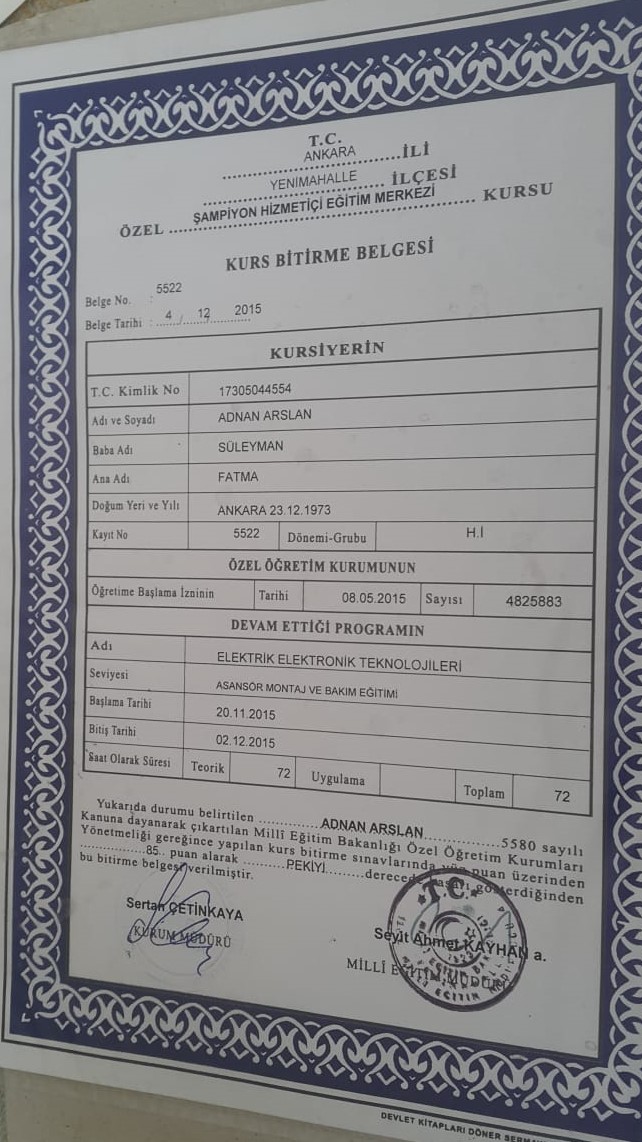 T.C.
ANKARA İLİ
YENİMAHALLE İLÇESİ
ÖZEL ŞAMPİYON HİZMETİÇİ EĞİTİM MERKEZİ KURSU
KURS BİTİRME BELGESİ
Belge No. : 5522
Belge Tarihi : 4 / 12 2015
KURSİYERİN
T.C. Kimlik No 17305044554
Adı ve Soyadı ADNAN ARSLAN
Baba Adı SÜLEYMAN
Ana Adı FATMA
Doğum Yeri ve Yılı ANKARA 23.12.1973
Kayıt No 5522 Dönemi-Grubu H.İ
ÖZEL ÖĞRETİM KURUMUNUN
Öğretime Başlama İzninin Tarihi 08.05.2015 Sayısı 4825883
DEVAM ETTİĞİ PROGRAMIN
Adı ELEKTRİK ELEKTRONİK TEKNOLOJİLERİ
Seviyesi ASANSÖR MONTAJ VE BAKIM EĞİTİMİ
Başlama Tarihi 20.11.2015
Bitiş Tarihi 02.12.2015
Saat Olarak Süresi Teorik 72 Uygulama Toplam 72
Yukarıda durumu belirtilen ADNAN ARSLAN 5580 sayılı
Kanuna dayanarak çıkartılan Millî Eğitim Bakanlığı Özel Öğretim Kurumları
Yönetmeliği gereğince yapılan kurs bitirme sınavlarında yüz puan üzerinden
85 puan alarak PEKİYİ derecede başarı gösterdiğinden
bu bitirme belgesi verilmiştir.
Sertan ÇETİNKAYA
KURUM MÜDÜRÜ
Seyit Ahmet KAYHAN a.
MİLLÎ EĞİTİM MÜDÜRÜ
T.C.
DEVLET KİTAPLARI DÖNER